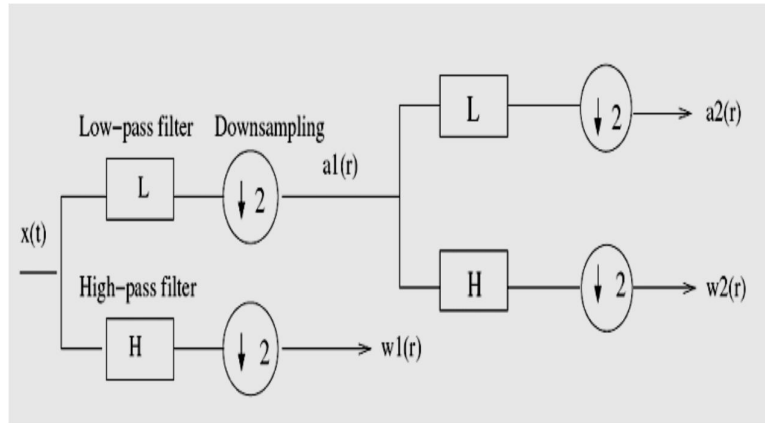 L
↓ 2
a2(r)
Low-pass filter Downsampling
a1(r)
L
↓ 2
x(t)
High-pass filter
H
↓ 2
w2(r)
H
↓ 2
w1(r)